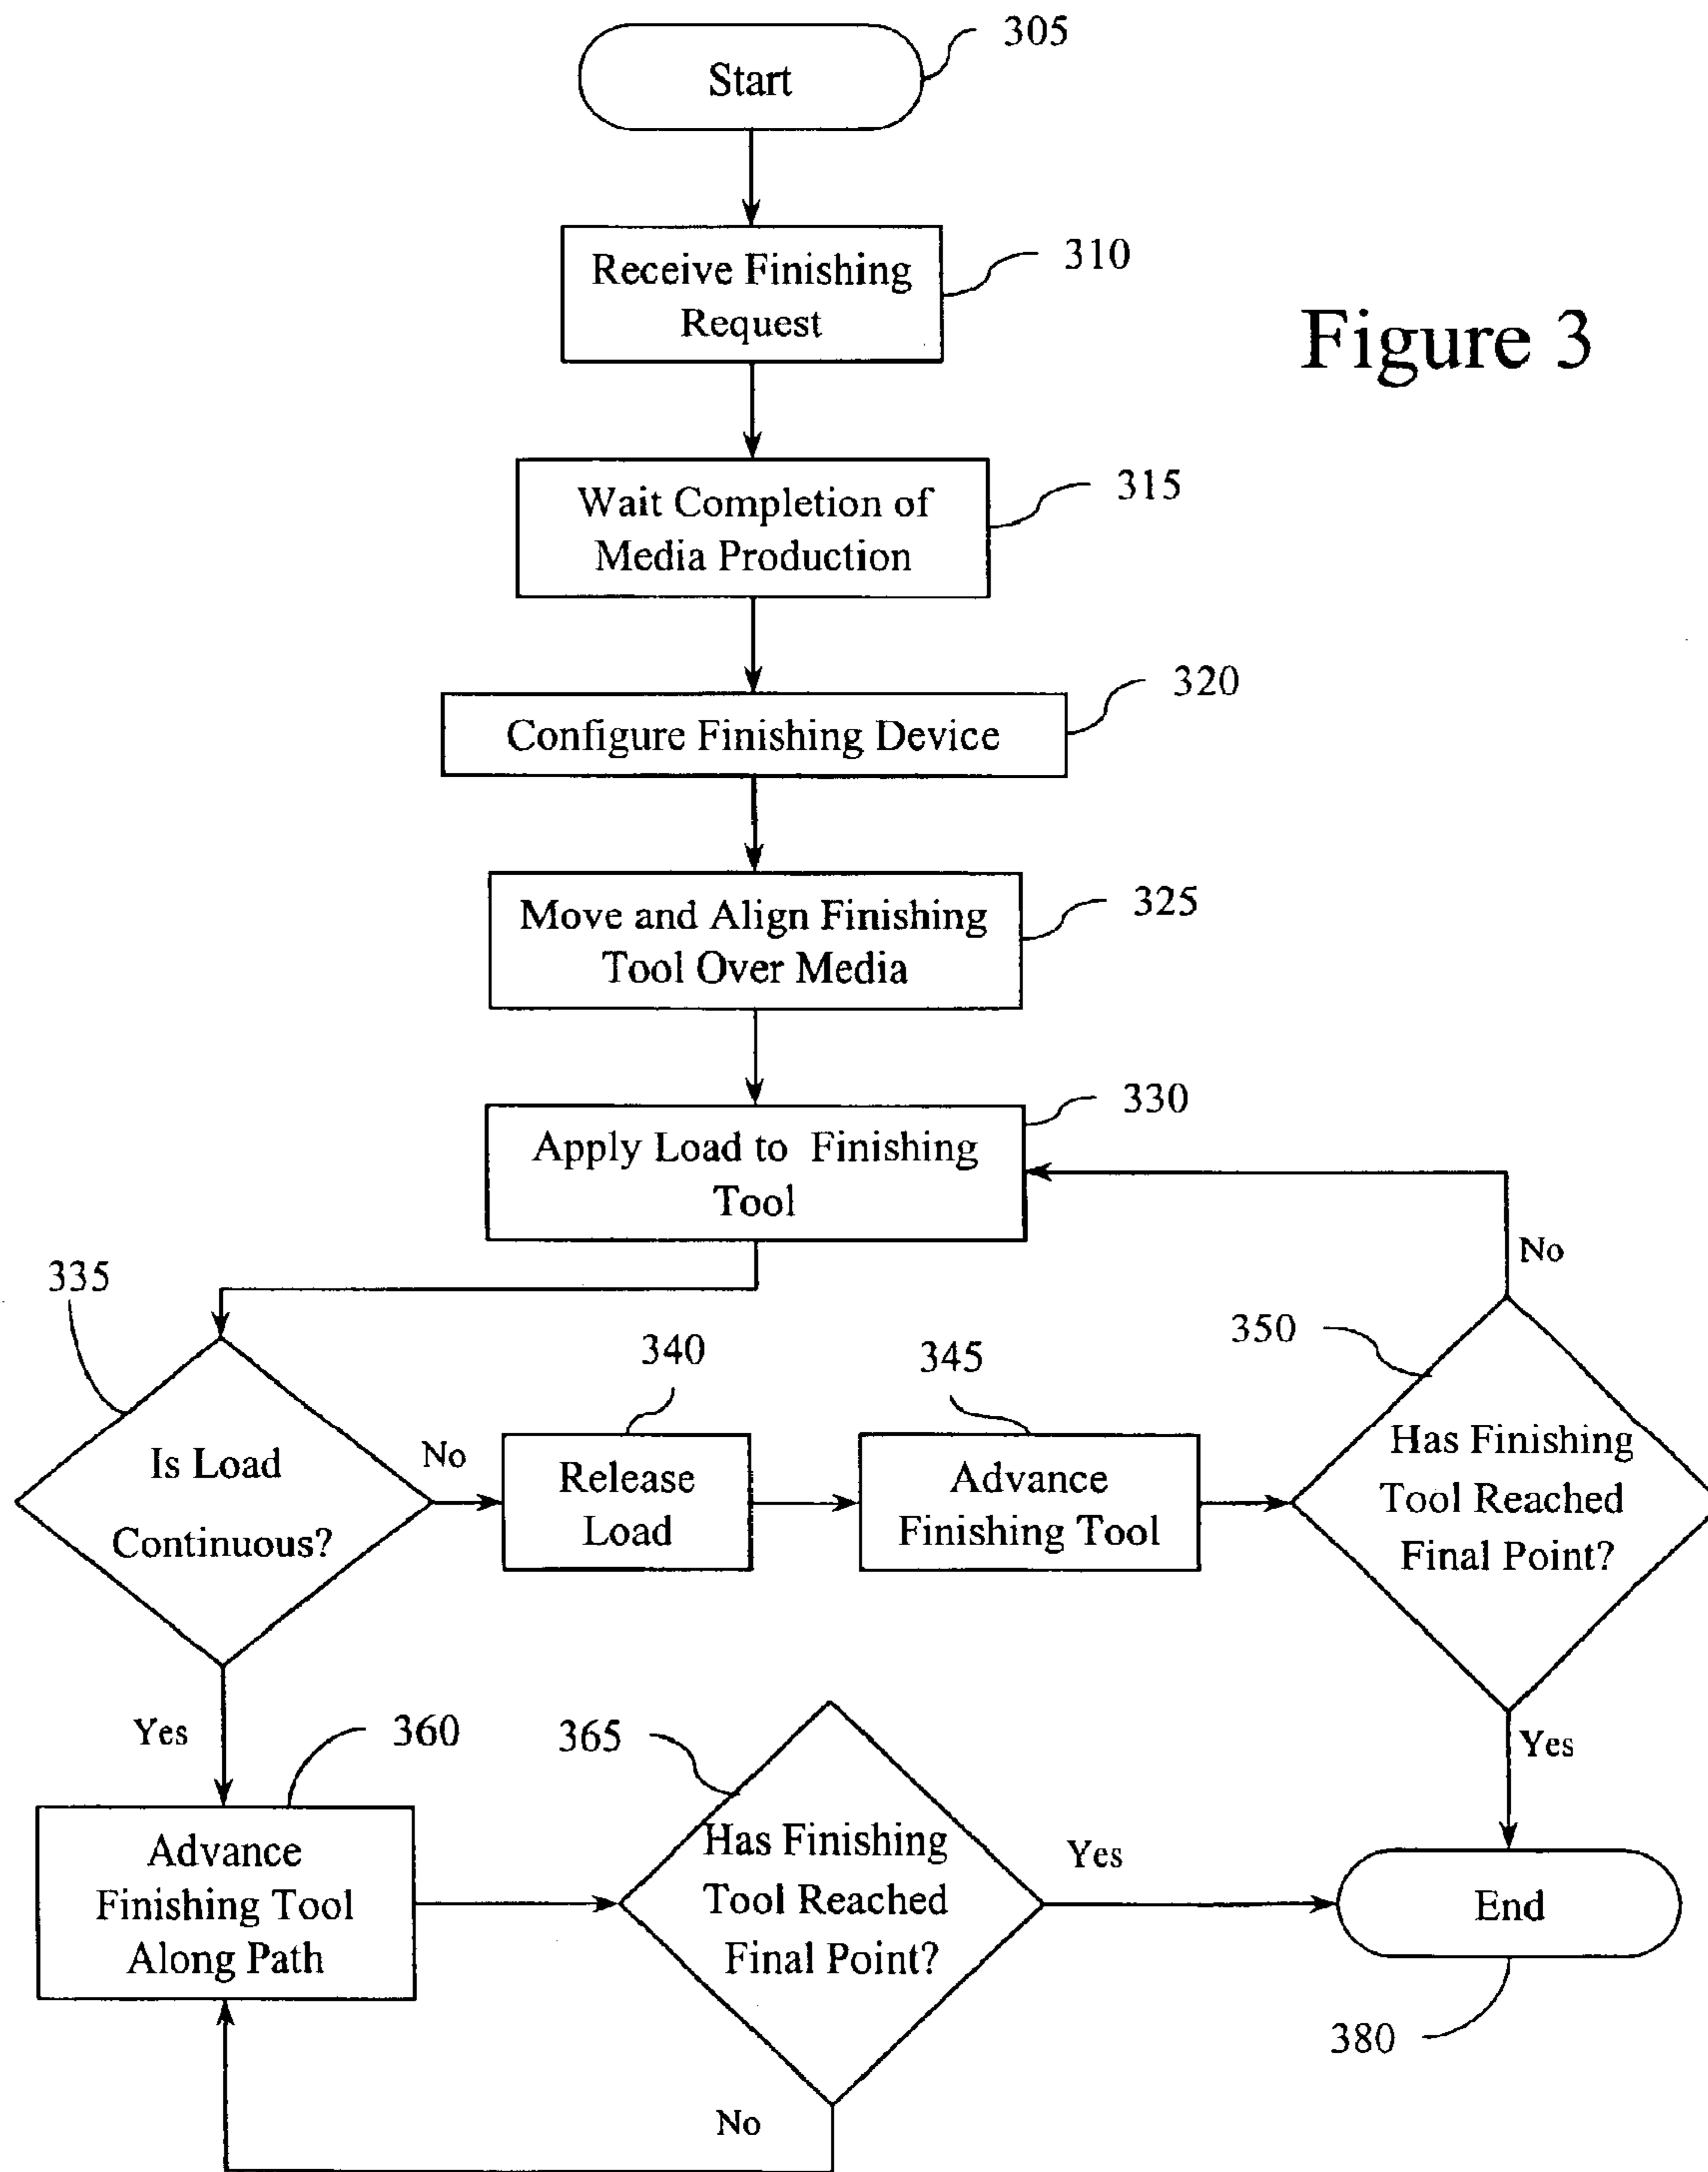 305
Start
310
Receive Finishing
Request
Figure 3
315
Wait Completion of
Media Production
320
Configure Finishing Device
325
Move and Align Finishing
Tool Over Media
330
Apply Load to Finishing
Tool
No
335
350
340
345
Is Load
Continuous?
No
Release
Load
Advance
Finishing Tool
Has Finishing
Tool Reached
Final Point?
Yes
Yes
360
365
Advance
Finishing Tool
Along Path
Has Finishing
Tool Reached
Final Point?
Yes
End
380
No